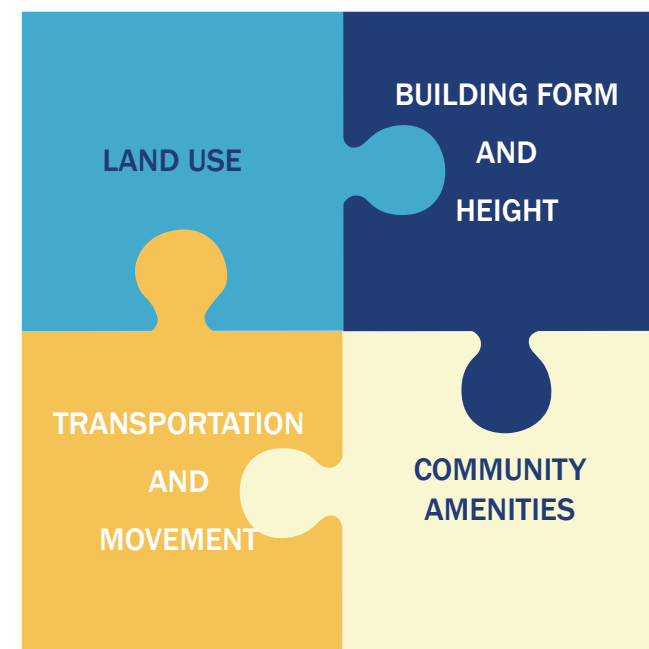 LAND USE
BUILDING FORM
AND
HEIGHT
TRANSPORTATION
AND
MOVEMENT
COMMUNITY
AMENITIES